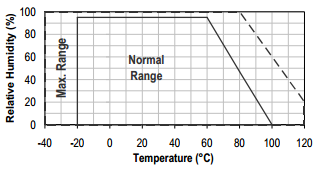 Relative Humidity (%)
100
80
60
40
20
0
Max. Range
Normal
Range
-40 -20 0 20 40 60 80 100 120
Temperature (°C)